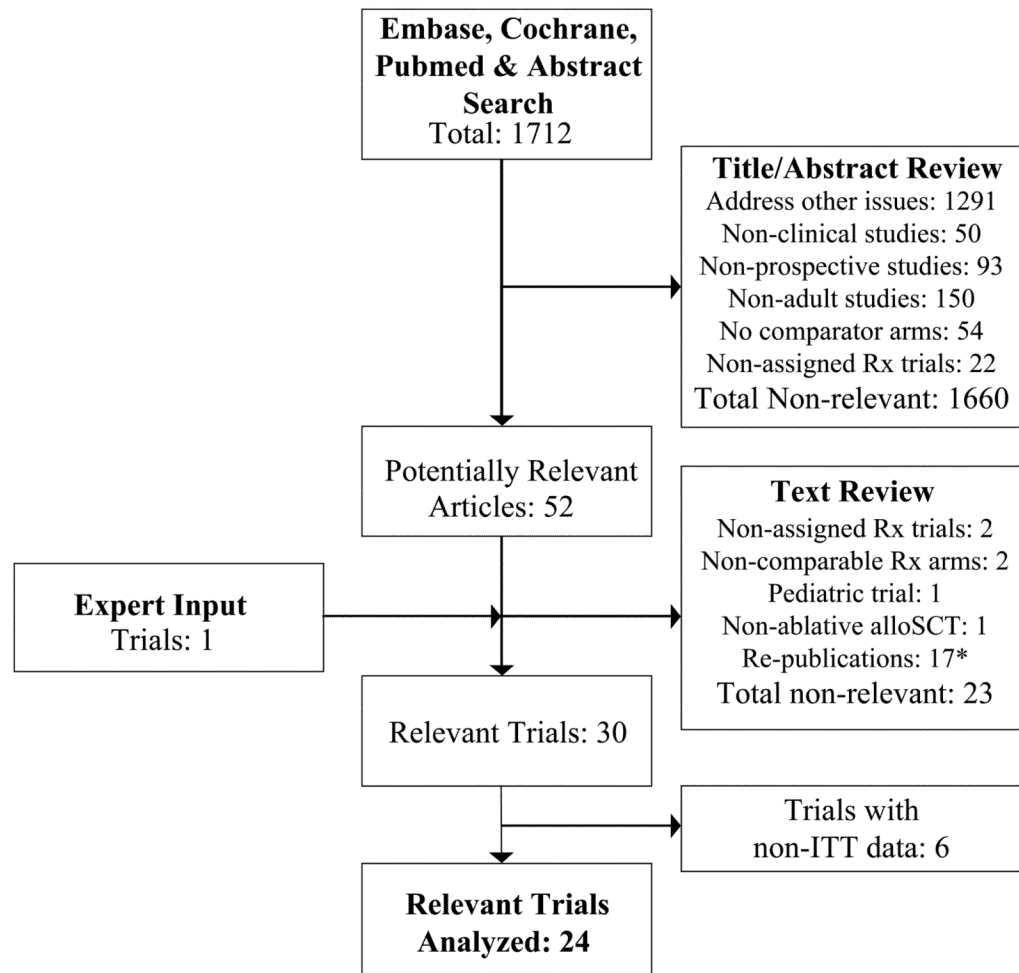 Embase, Cochrane,
Pubmed & Abstract
Search
Total: 1712
Title/Abstract Review
Address other issues: 1291
Non-clinical studies: 50
Non-prospective studies: 93
Non-adult studies: 150
No comparator arms: 54
Non-assigned Rx trials: 22
Total Non-relevant: 1660
Potentially Relevant
Articles: 52
Text Review
Non-assigned Rx trials: 2
Non-comparable Rx arms: 2
Pediatric trial: 1
Non-ablative alloSCT: 1
Re-publications: 17*
Total non-relevant: 23
Expert Input
Trials: 1
Relevant Trials: 30
Trials with
non-ITT data: 6
Relevant Trials
Analyzed: 24